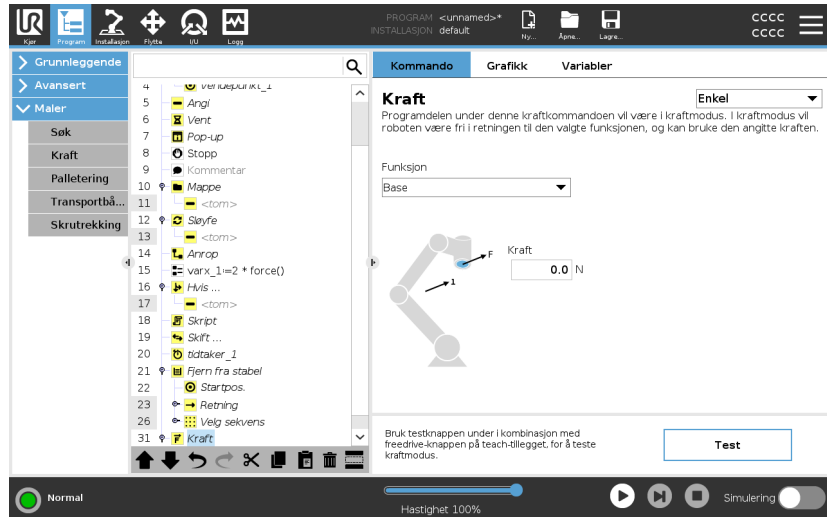 PROGRAM <unnamed>*
INSTALLASJON default
Kjør
Program
Installasjon
Flytte
I/U
Logg
Ny...
Åpne...
Lagre...
CCCC
CCCC
Grunnleggende
Avansert
Maler
Søk
Kraft
Palletering
Transportbå...
Skrutrekking
4 Vendepunkt_1
5 Angi
6 Vent
7 Pop-up
8 Stopp
9 Kommentar
10 Mappe
11 <tom>
12 Sløyfe
13 <tom>
14 Anrop
15 varx_1:=2 * force()
16 Hvis ...
17 <tom>
18 Skript
19 Skift ...
20 tidtaker_1
21 Fjern fra stabel
22 Startpos.
23 Retning
26 Velg sekvens
31 Kraft
Kommando
Grafikk
Variabler
Kraft
Enkel
Programdelen under denne kraftkommandoen vil være i kraftmodus. I kraftmodus vil
roboten være fri i retningen til den valgte funksjonen, og kan bruke den angitte kraften.
Funksjon
Base
F
1
Kraft
0.0 N
Bruk testknappen under i kombinasjon med
freedrive-knappen på teach-tillegget, for å teste
kraftmodus.
Test
Normal
Hastighet 100%
Simulering